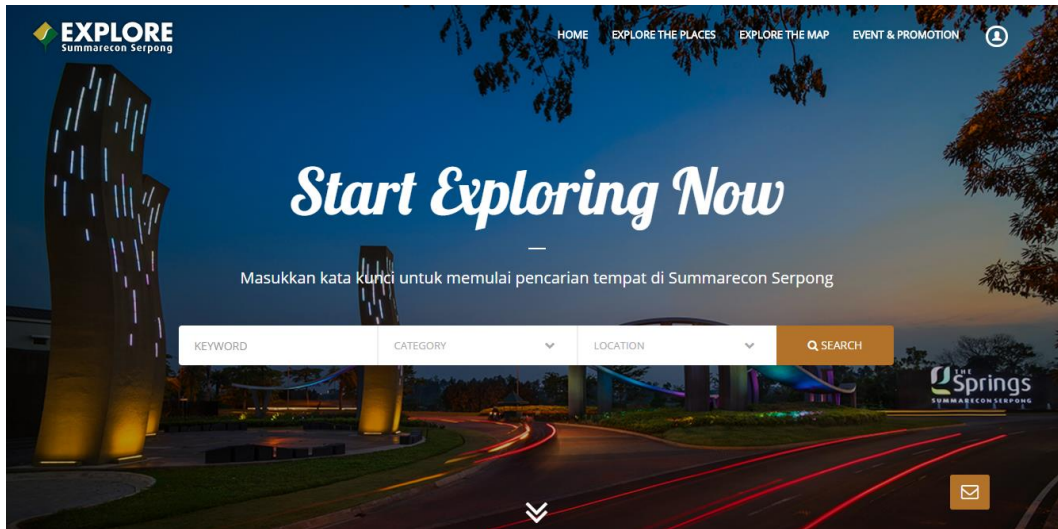 EXPLORE
Summarecon Serpong
HOME EXPLORE THE PLACES EXPLORE THE MAP EVENT & PROMOTION
Start Exploring Now
Masukkan kata kunci untuk memulai pencarian tempat di Summarecon Serpong
KEYWORD CATEGORY LOCATION SEARCH
THE
Springs
SUMMARECON SERPONG